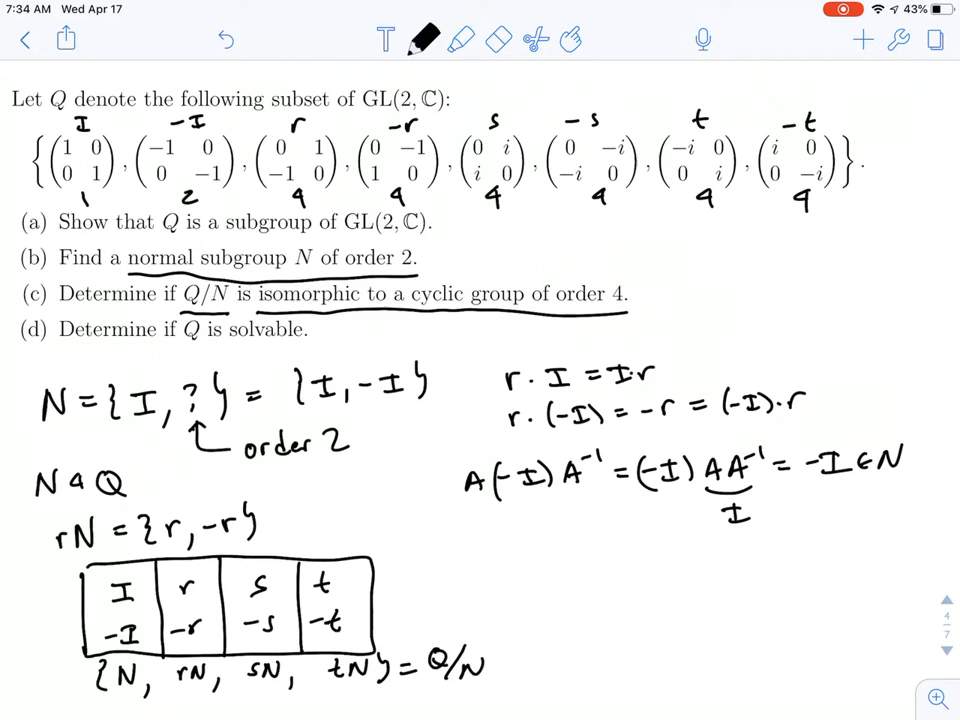 7:34 AM Wed Apr 17
43%
Let Q denote the following subset of GL(2, ℂ):
I -I r -r s -s t -t
{(1 0; 0 1), (−1 0; 0 −1), (0 1; −1 0), (0 −1; 1 0), (0 i; i 0), (0 −i; −i 0), (−i 0; 0 i), (i 0; 0 −i)}.
1 2 4 4 4 4 4 4
(a) Show that Q is a subgroup of GL(2, ℂ).
(b) Find a normal subgroup N of order 2.
(c) Determine if Q/N is isomorphic to a cyclic group of order 4.
(d) Determine if Q is solvable.
N = {I, ?} = {I, -I}
order 2
N ⊲ Q
rN = {r, -r}
I r s t
-I -r -s -t
{N, rN, sN, tN} = Q/N
r · I = I · r
r · (-I) = -r = (-I) · r
A(-I)A⁻¹ = (-I) AA⁻¹ = -I ∈ N
I
4/7